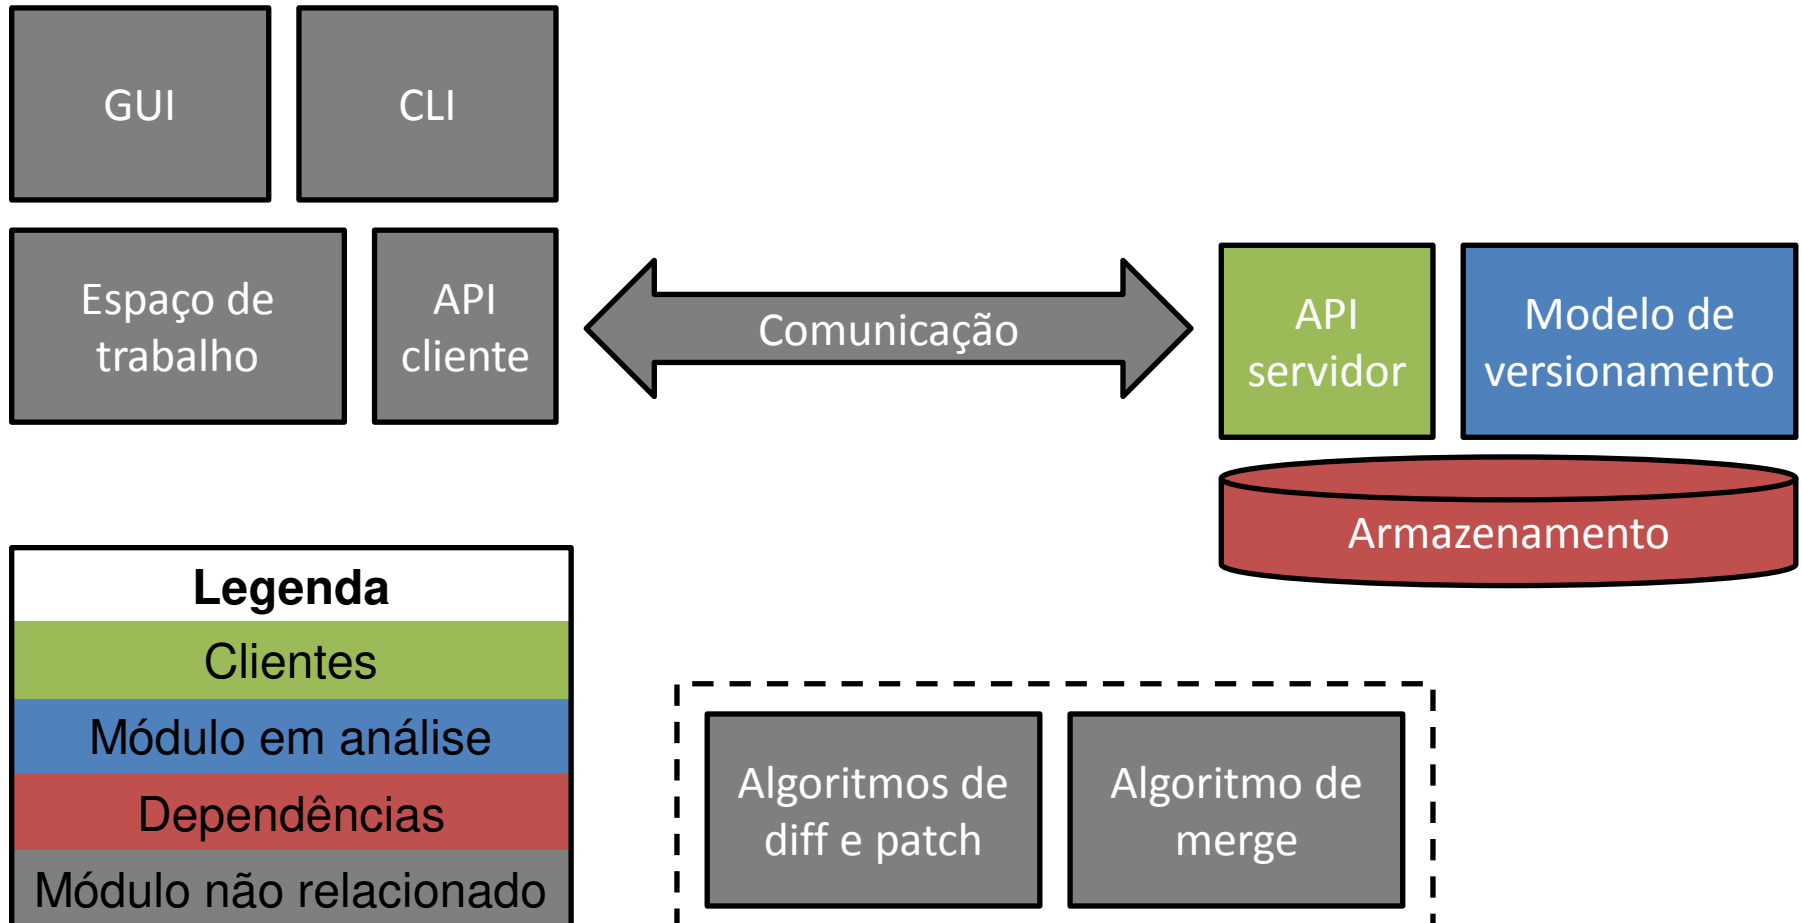 GUI
CLI
Espaço de
trabalho
API
cliente
Comunicação
API
servidor
Modelo de
versionamento
Armazenamento
Legenda
Clientes
Módulo em análise
Dependências
Módulo não relacionado
Algoritmos de
diff e patch
Algoritmo de
merge